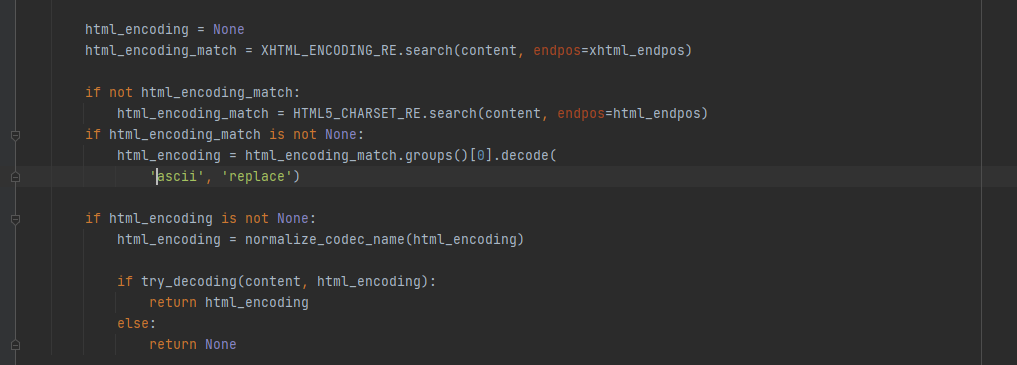 html_encoding = None
html_encoding_match = XHTML_ENCODING_RE.search(content, endpos=xhtml_endpos)
if not html_encoding_match:
html_encoding_match = HTML5_CHARSET_RE.search(content, endpos=html_endpos)
if html_encoding_match is not None:
html_encoding = html_encoding_match.groups()[0].decode(
'ascii', 'replace')
if html_encoding is not None:
html_encoding = normalize_codec_name(html_encoding)
if try_decoding(content, html_encoding):
return html_encoding
else:
return None